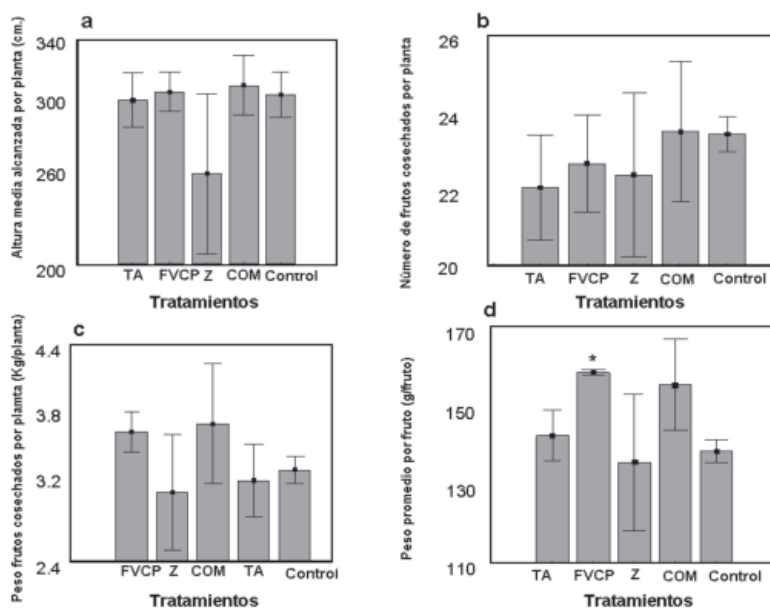 a
Altura media alcanzada por planta (cm.)
340
300
260
200
TA FVCP Z COM Control
Tratamientos
b
Número de frutos cosechados por planta
26
24
22
20
TA FVCP Z COM Control
Tratamientos
c
Peso frutos cosechados por plamta (Kg/planta)
4.4
3.8
3.2
2.4
FVCP Z COM TA Control
Tratamientos
d
Peso promedio por fruto (g/fruto)
170
150
130
110
*
TA FVCP Z COM Control
Tratamientos